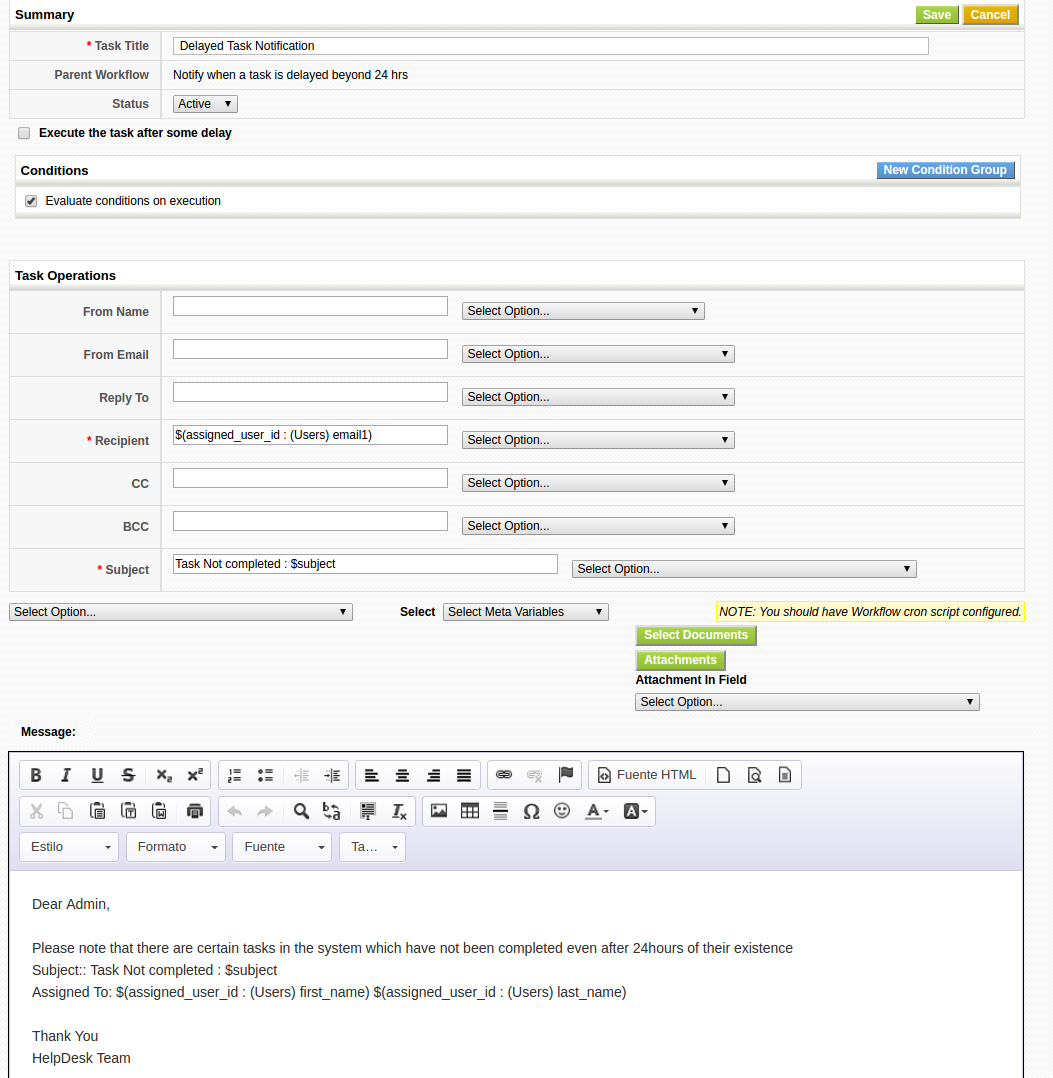 Summary Save Cancel
* Task Title Delayed Task Notification
Parent Workflow Notify when a task is delayed beyond 24 hrs
Status Active
Execute the task after some delay
Conditions New Condition Group
Evaluate conditions on execution
Task Operations
From Name Select Option...
From Email Select Option...
Reply To Select Option...
* Recipient $(assigned_user_id : (Users) email1) Select Option...
CC Select Option...
BCC Select Option...
* Subject Task Not completed : $subject Select Option...
Select Option... Select Select Meta Variables NOTE: You should have Workflow cron script configured.
Select Documents
Attachments
Attachment In Field
Select Option...
Message:
Fuente HTML
Estilo Formato Fuente Ta...
Dear Admin,
Please note that there are certain tasks in the system which have not been completed even after 24hours of their existence
Subject:: Task Not completed : $subject
Assigned To: $(assigned_user_id : (Users) first_name) $(assigned_user_id : (Users) last_name)
Thank You
HelpDesk Team